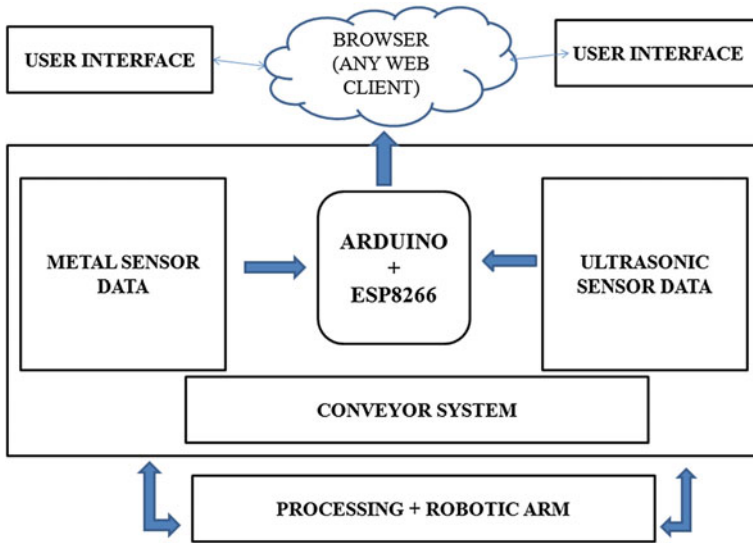 USER INTERFACE
BROWSER
(ANY WEB
CLIENT)
USER INTERFACE
METAL SENSOR
DATA
ARDUINO
+
ESP8266
ULTRASONIC
SENSOR DATA
CONVEYOR SYSTEM
PROCESSING + ROBOTIC ARM